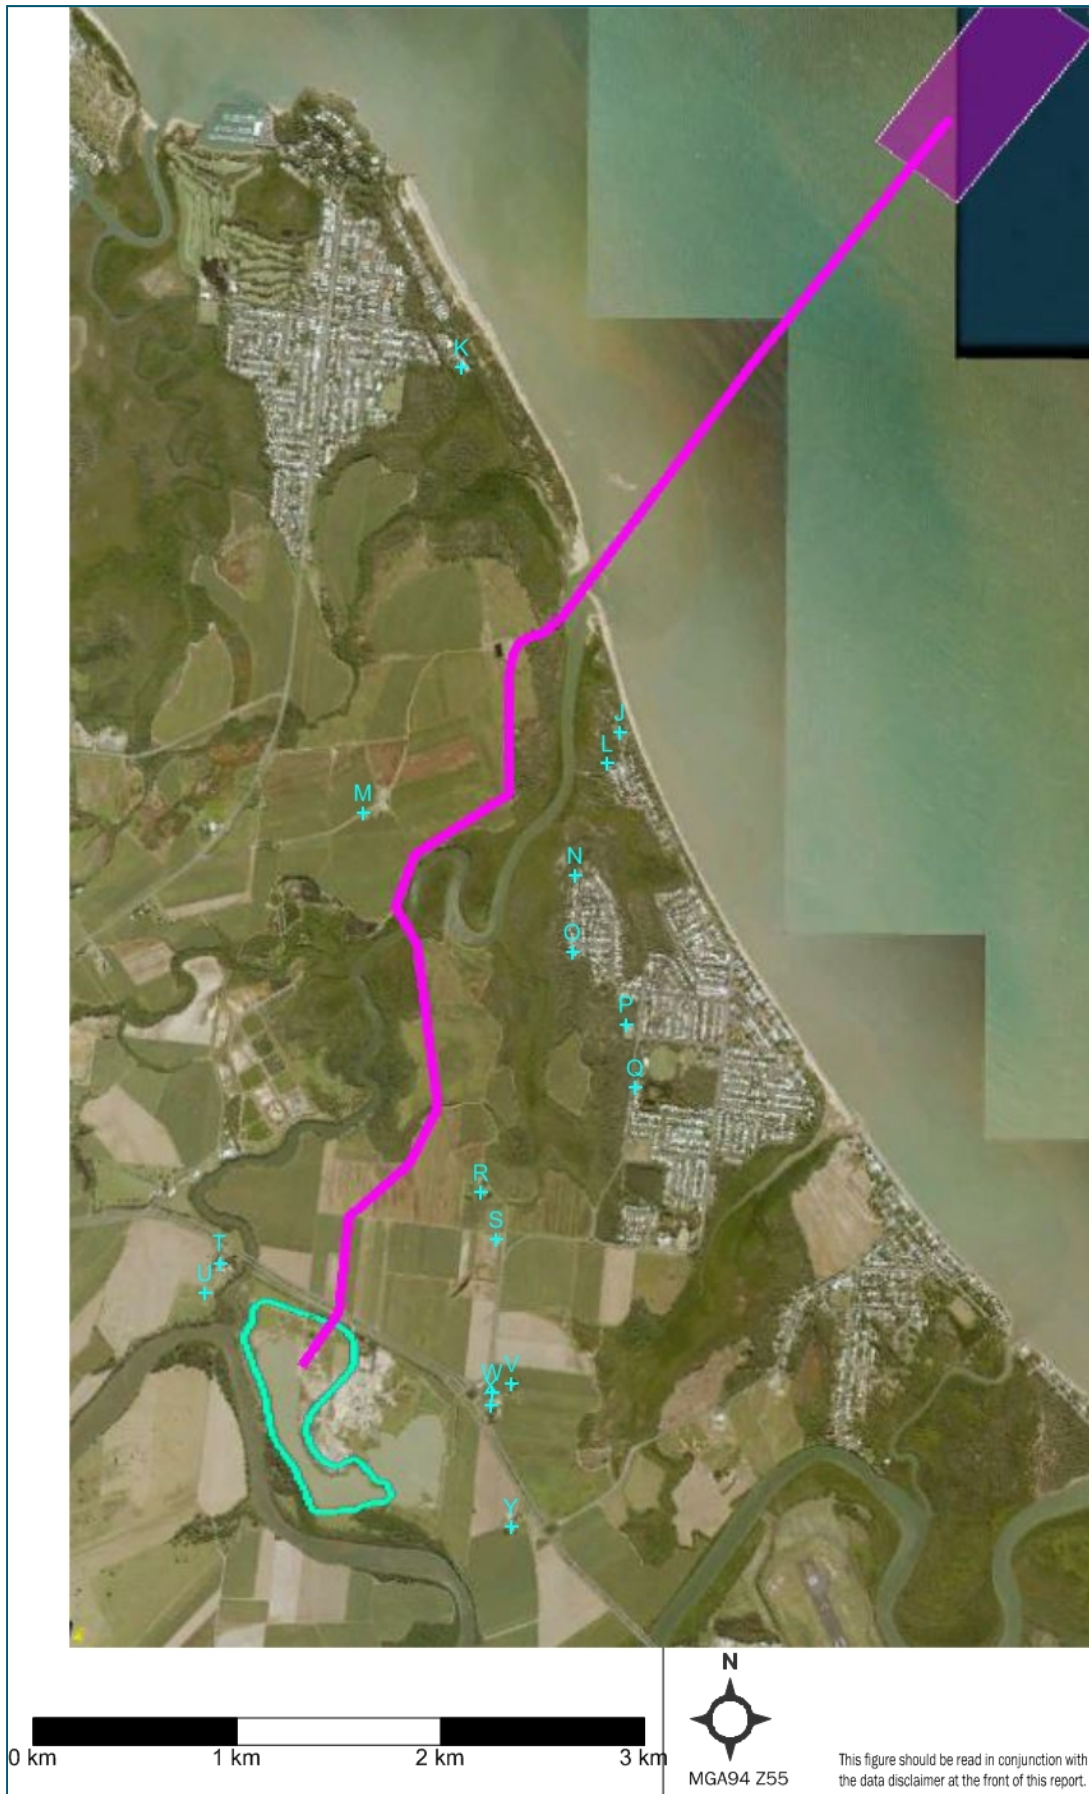 K
J
L
M
N
O
P
Q
R
S
T
U
V
W
Y
N
0 km
1 km
2 km
3 km
MGA94 Z55
This figure should be read in conjunction with
the data disclaimer at the front of this report.